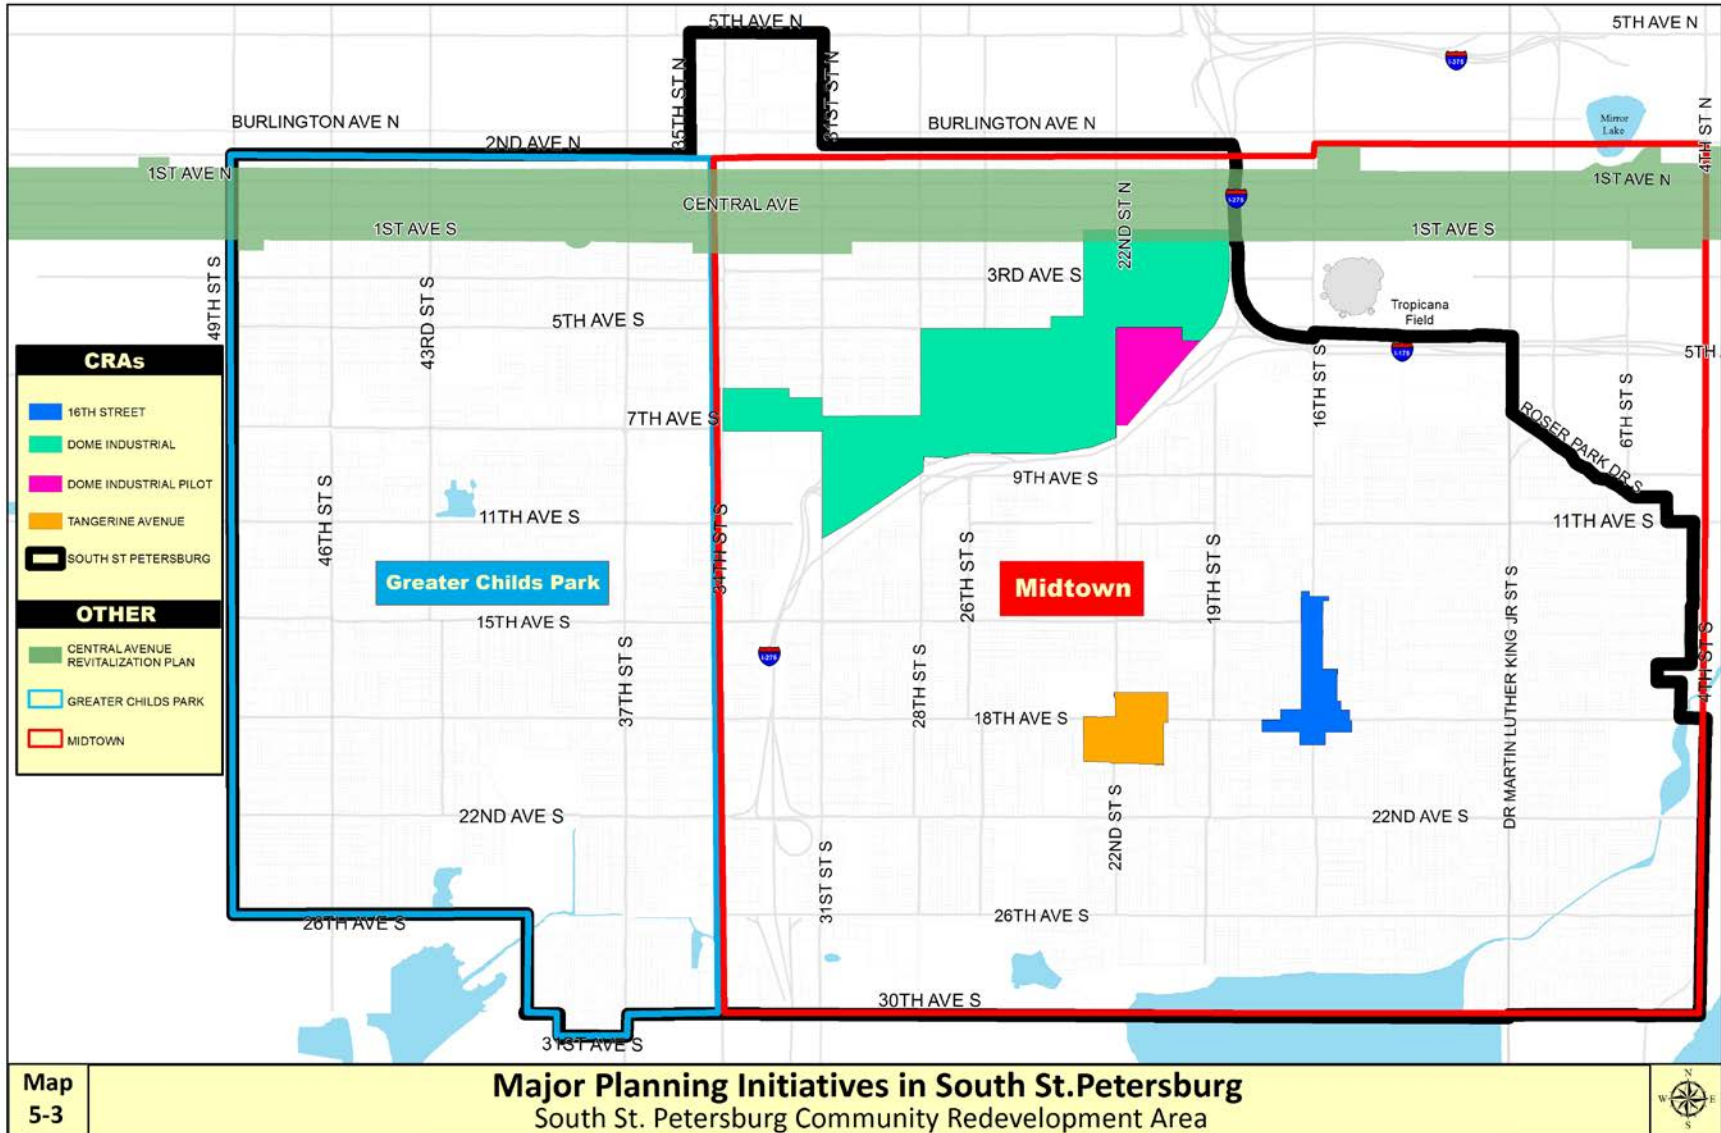 5TH AVE N
5TH AVE N
I-375
35TH ST N
31ST ST N
BURLINGTON AVE N
BURLINGTON AVE N
Mirror
Lake
4TH ST N
2ND AVE N
1ST AVE N
1ST AVE N
CENTRAL AVE
22ND ST N
I-275
1ST AVE S
1ST AVE S
49TH ST S
43RD ST S
3RD AVE S
Tropicana
Field
5TH AVE S
I-175
5TH A
CRAs
16TH STREET
DOME INDUSTRIAL
DOME INDUSTRIAL PILOT
TANGERINE AVENUE
SOUTH ST PETERSBURG
OTHER
CENTRAL AVENUE
REVITALIZATION PLAN
GREATER CHILDS PARK
MIDTOWN
16TH ST S
6TH ST S
7TH AVE S
ROSER PARK DR S
9TH AVE S
46TH ST S
11TH AVE S
11TH AVE S
34TH ST S
26TH ST S
19TH ST S
Greater Childs Park
Midtown
DR MARTIN LUTHER KING JR ST S
15TH AVE S
37TH ST S
I-275
28TH ST S
4TH ST S
18TH AVE S
22ND AVE S
22ND ST S
22ND AVE S
31ST ST S
26TH AVE S
26TH AVE S
30TH AVE S
31ST AVE S
Map
5-3
Major Planning Initiatives in South St.Petersburg
South St. Petersburg Community Redevelopment Area
N
W E
S